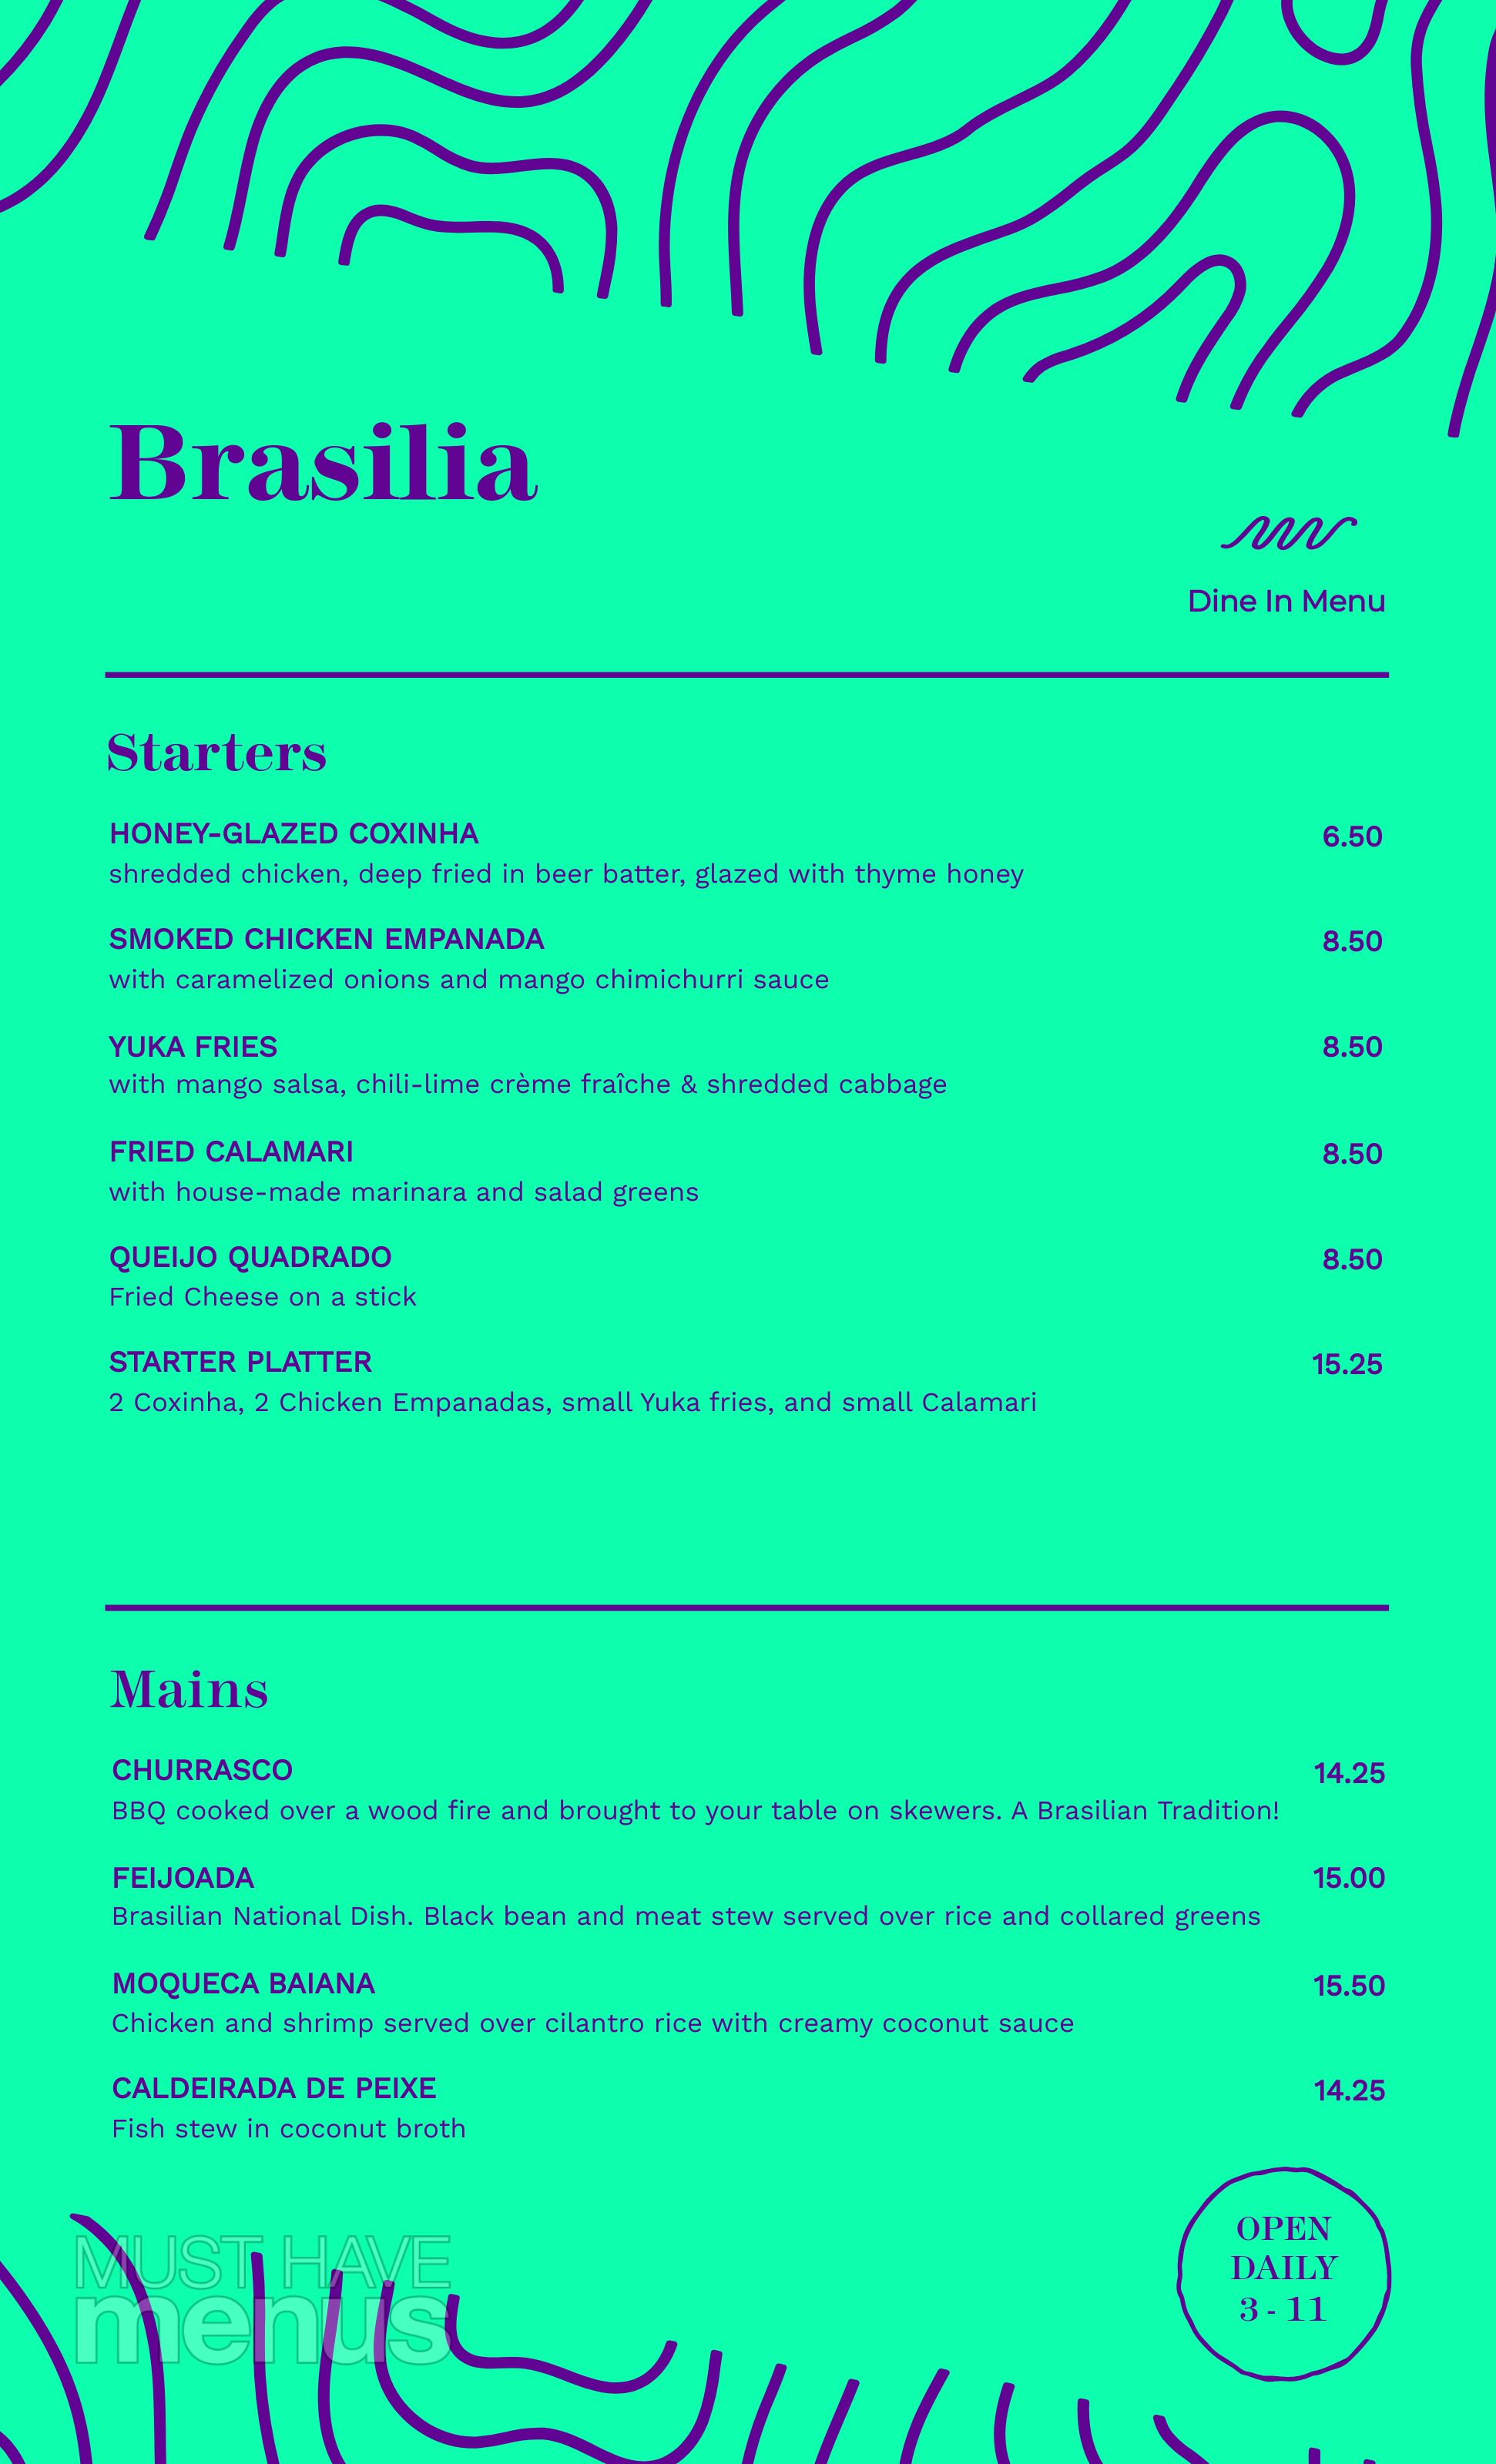 Brasilia
Dine In Menu
Starters
HONEY-GLAZED COXINHA 6.50
shredded chicken, deep fried in beer batter, glazed with thyme honey
SMOKED CHICKEN EMPANADA 8.50
with caramelized onions and mango chimichurri sauce
YUKA FRIES 8.50
with mango salsa, chili-lime crème fraîche & shredded cabbage
FRIED CALAMARI 8.50
with house-made marinara and salad greens
QUEIJO QUADRADO 8.50
Fried Cheese on a stick
STARTER PLATTER 15.25
2 Coxinha, 2 Chicken Empanadas, small Yuka fries, and small Calamari
Mains
CHURRASCO 14.25
BBQ cooked over a wood fire and brought to your table on skewers. A Brasilian Tradition!
FEIJOADA 15.00
Brasilian National Dish. Black bean and meat stew served over rice and collared greens
MOQUECA BAIANA 15.50
Chicken and shrimp served over cilantro rice with creamy coconut sauce
CALDEIRADA DE PEIXE 14.25
Fish stew in coconut broth
OPEN
DAILY
3 - 11
MUST HAVE
menus